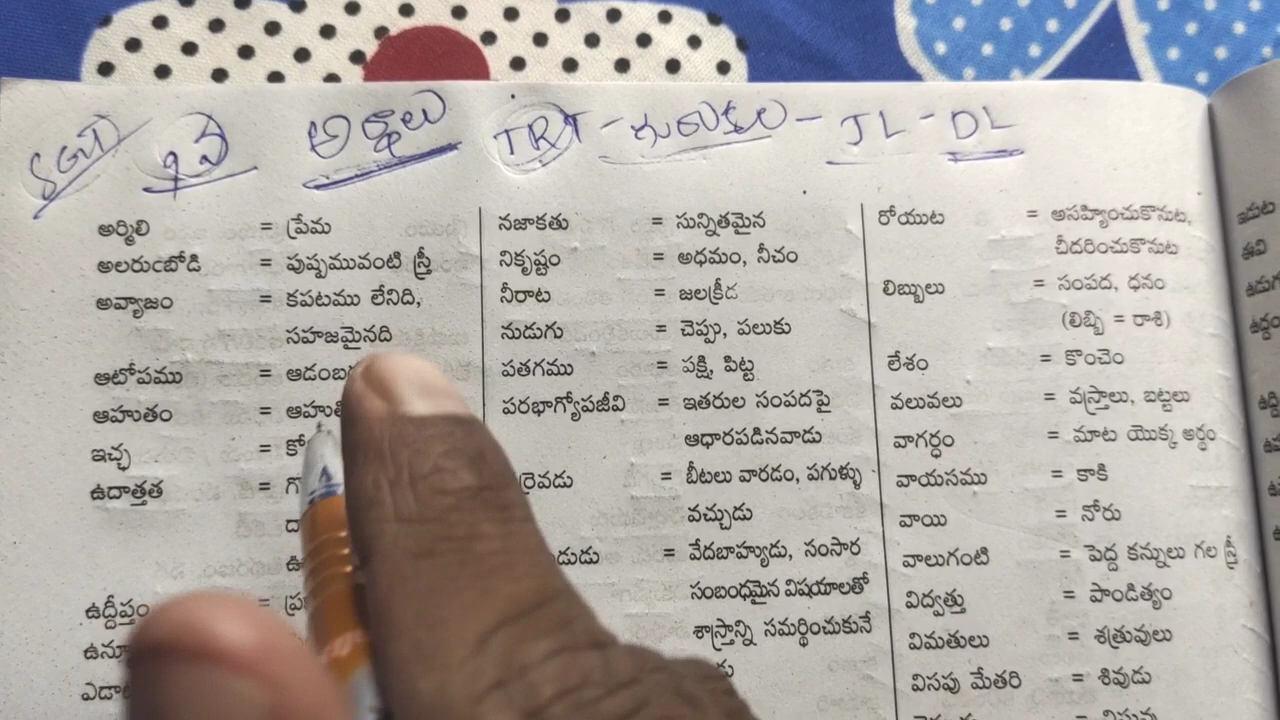 SGT 9వ అర్థాలు TRT - గురుకుల - JL - DL
అర్మిలి = ప్రేమ
అలరుఁబోడి = పుష్పమువంటి స్త్రీ
అవ్యాజం = కపటము లేనిది,
సహజమైనది
ఆటోపము =
ఆహుతం =
ఇచ్ఛ =
ఉదాత్తత =
ఉద్దీప్తం =
నజాకతు = సున్నితమైన
నికృష్టం = అధమం, నీచం
నీరాట = జలక్రీడ
నుడుగు = చెప్పు, పలుకు
పతగము = పక్షి, పిట్ట
పరభాగ్యోపజీవి = ఇతరుల సంపదపై
ఆధారపడినవాడు
= బీటలు వారడం, పగుళ్ళు
వచ్చుడు
= వేదబాహ్యుడు, సంసార
సంబంధమైన విషయాలతో
శాస్త్రాన్ని సమర్థించుకునే
రోయుట = అసహ్యించుకొనుట,
చీదరించుకొనుట
లిబ్బులు = సంపద, ధనం
(లిబ్బి = రాశి)
లేశం = కొంచెం
వలువలు = వస్త్రాలు, బట్టలు
వాగర్థం = మాట యొక్క అర్థం
వాయసము = కాకి
వాయి = నోరు
వాలుగంటి = పెద్ద కన్నులు గల స్త్రీ
విద్వత్తు = పాండిత్యం
విమతులు = శత్రువులు
విసపు మేతరి = శివుడు